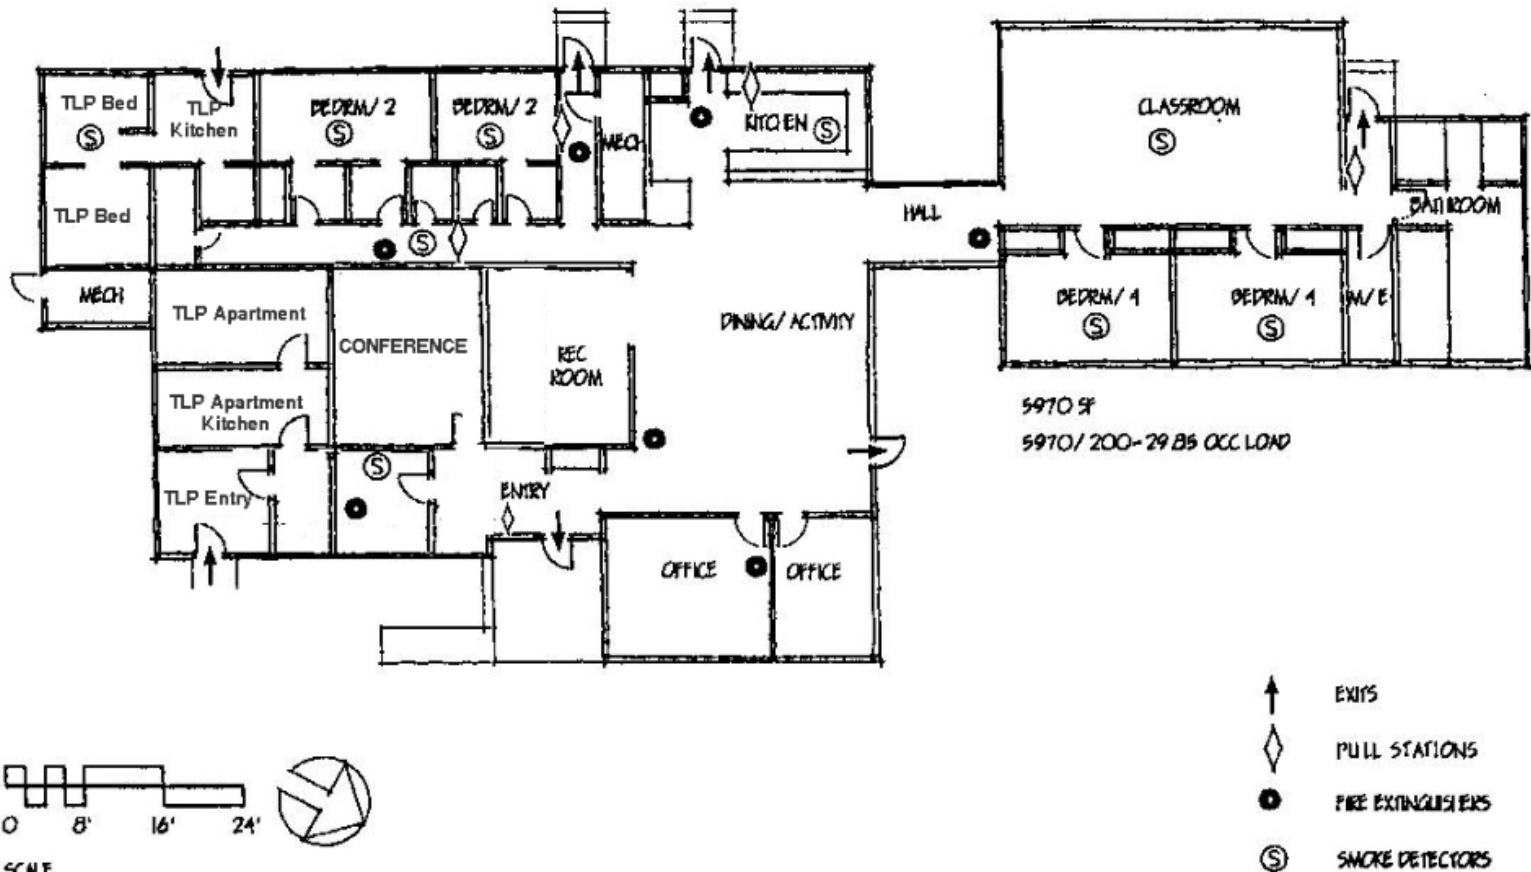 TLP Bed
TLP
Kitchen
BEDRM/ 2
BEDRM/ 2
MECH
KITCHEN
CLASSROOM
S
S
S
S
S
TLP Bed
HALL
BATHROOM
S
MECH
TLP Apartment
DINING/ ACTIVITY
BEDRM/ 4
BEDRM/ 4
M/E
S
S
CONFERENCE
REC
ROOM
TLP Apartment
Kitchen
5970 SF
5970/ 200-29.85 OCC LOAD
S
TLP Entry
ENTRY
OFFICE
OFFICE
EXITS
PULL STATIONS
FIRE EXTINGUISHERS
S
SMOKE DETECTORS
0 8' 16' 24'
SCALE